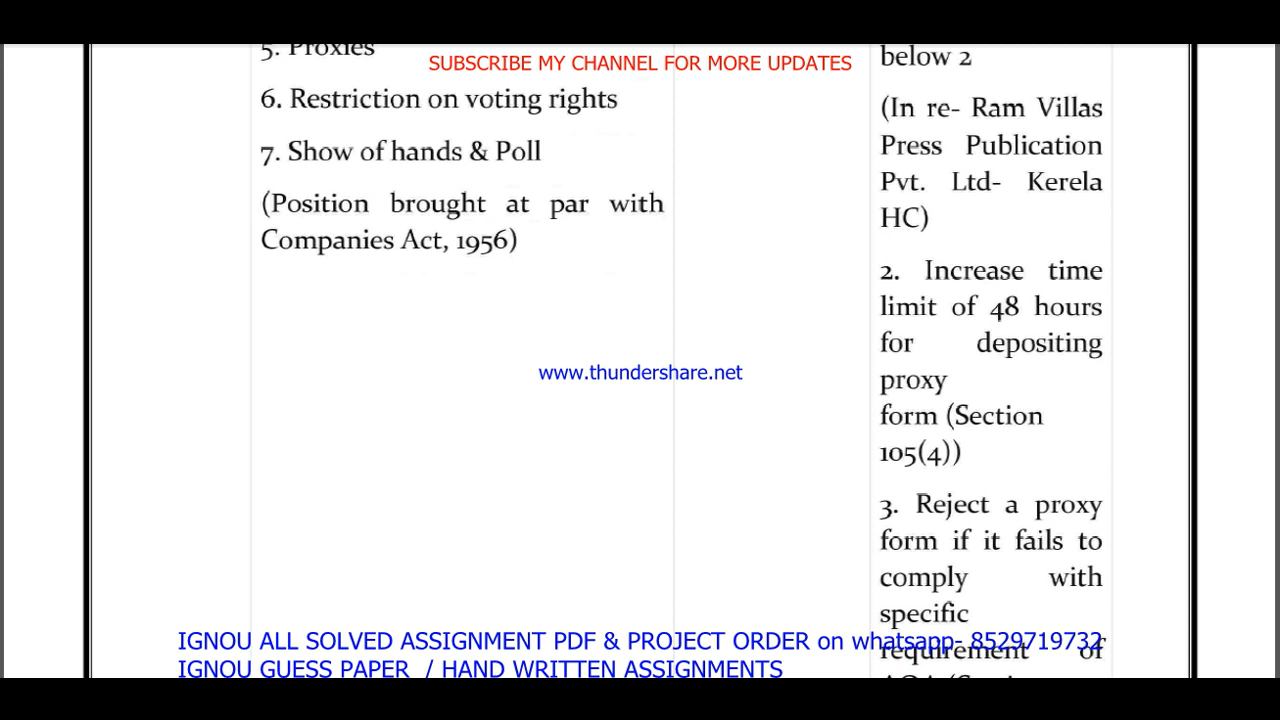 5. Proxies
SUBSCRIBE MY CHANNEL FOR MORE UPDATES
6. Restriction on voting rights
7. Show of hands & Poll
(Position brought at par with
Companies Act, 1956)
www.thundershare.net
below 2
(In re- Ram Villas
Press Publication
Pvt. Ltd- Kerela
HC)
2. Increase time
limit of 48 hours
for depositing
proxy
form (Section
105(4))
3. Reject a proxy
form if it fails to
comply with
specific
requirement of
IGNOU ALL SOLVED ASSIGNMENT PDF & PROJECT ORDER on whatsapp- 8529719732
IGNOU GUESS PAPER / HAND WRITTEN ASSIGNMENTS